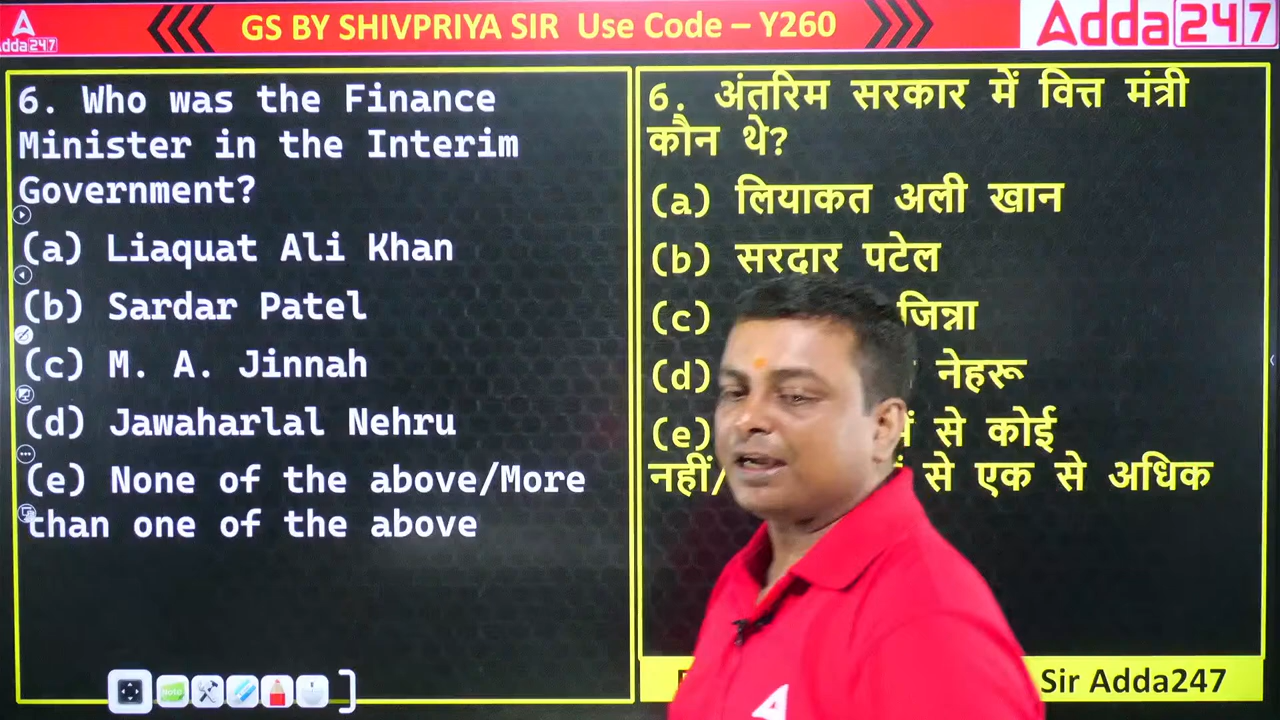 Adda247
GS BY SHIVPRIYA SIR Use Code – Y260
Adda247
6. Who was the Finance
Minister in the Interim
Government?
(a) Liaquat Ali Khan
(b) Sardar Patel
(c) M. A. Jinnah
(d) Jawaharlal Nehru
(e) None of the above/More
than one of the above
6. अंतरिम सरकार में वित्त मंत्री
कौन थे?
(a) लियाकत अली खान
(b) सरदार पटेल
(c) जिन्ना
(d) नेहरू
(e) से कोई
नहीं/ से एक से अधिक
Sir Adda247